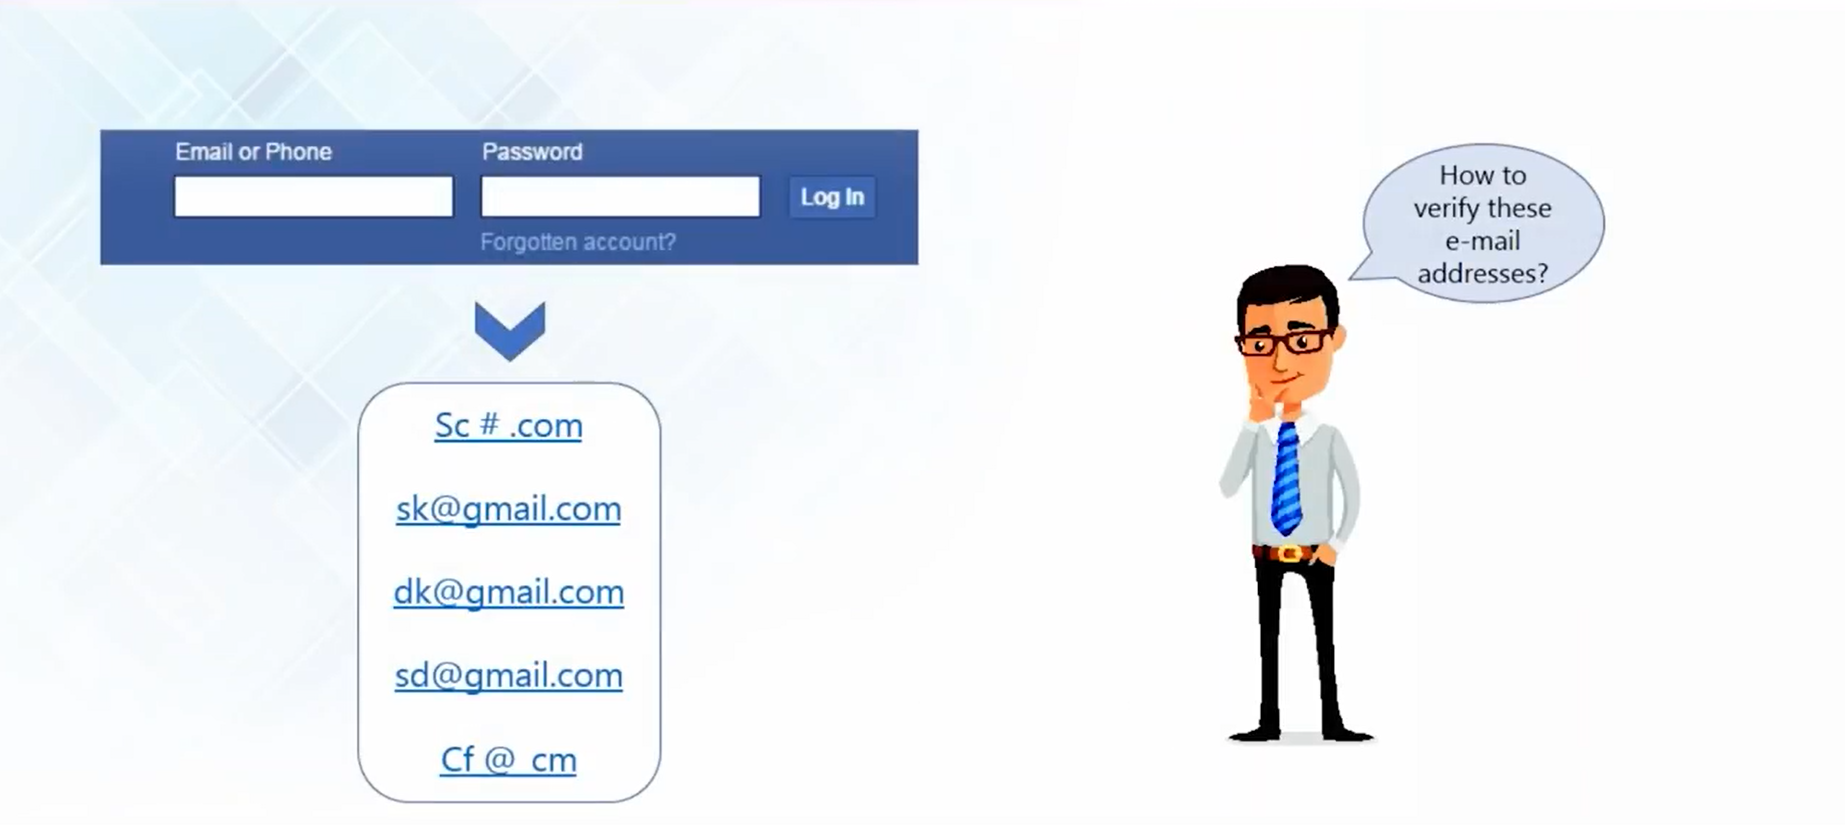 Email or Phone
Password
Log In
Forgotten account?
How to
verify these
e-mail
addresses?
Sc # .com
sk@gmail.com
dk@gmail.com
sd@gmail.com
Cf @ cm